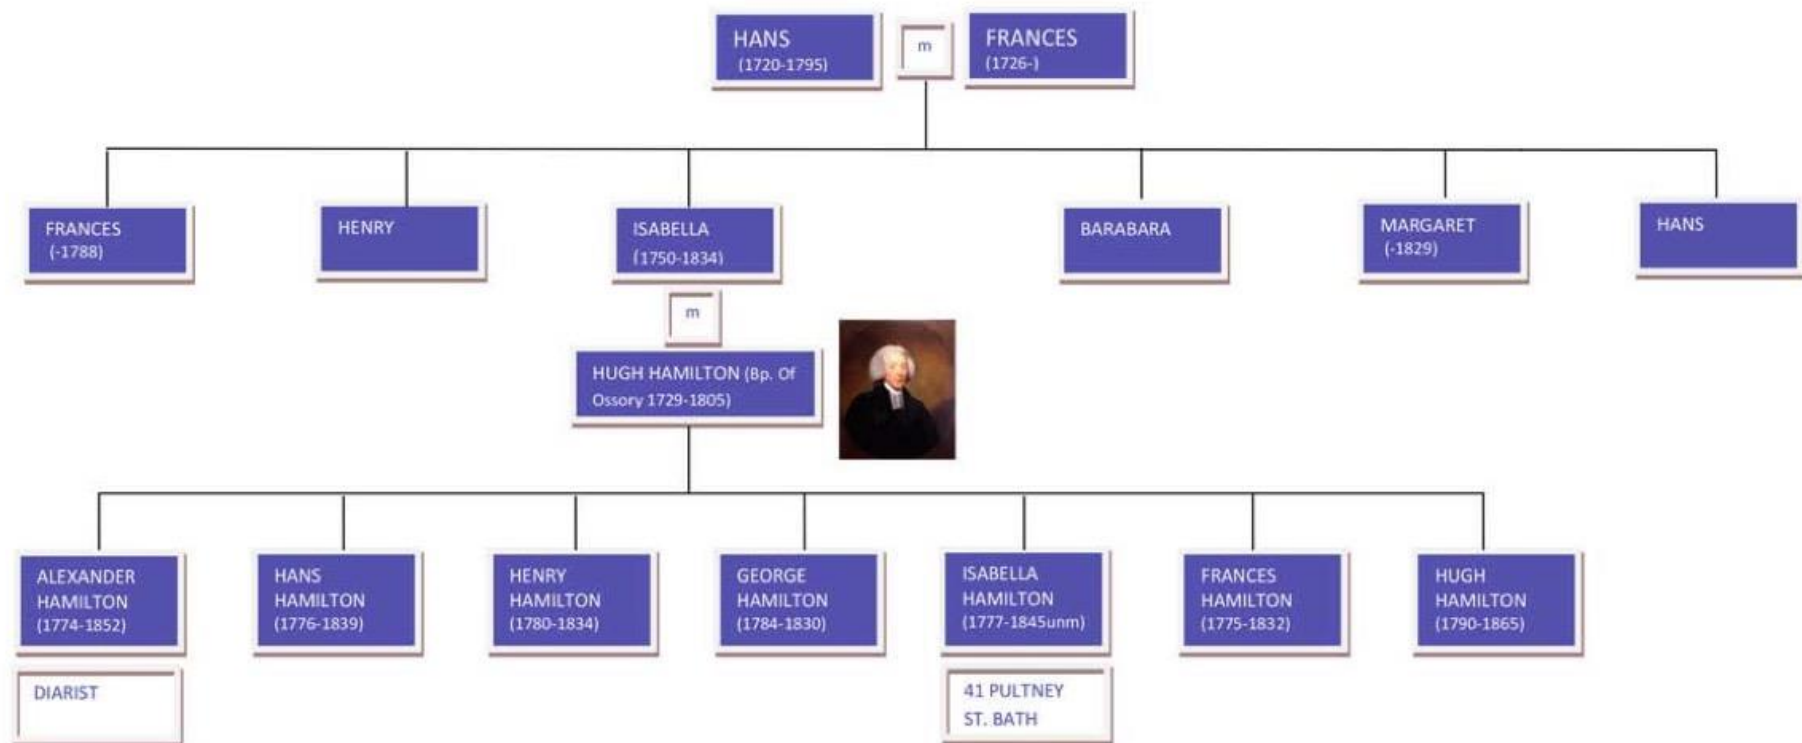 HANS
(1720-1795)
m
FRANCES
(1726-)
FRANCES
(-1788)
HENRY
ISABELLA
(1750-1834)
BARABARA
MARGARET
(-1829)
HANS
m
HUGH HAMILTON (Bp. Of
Ossory 1729-1805)
ALEXANDER
HAMILTON
(1774-1852)
HANS
HAMILTON
(1776-1839)
HENRY
HAMILTON
(1780-1834)
GEORGE
HAMILTON
(1784-1830)
ISABELLA
HAMILTON
(1777-1845unm)
FRANCES
HAMILTON
(1775-1832)
HUGH
HAMILTON
(1790-1865)
DIARIST
41 PULTNEY
ST. BATH